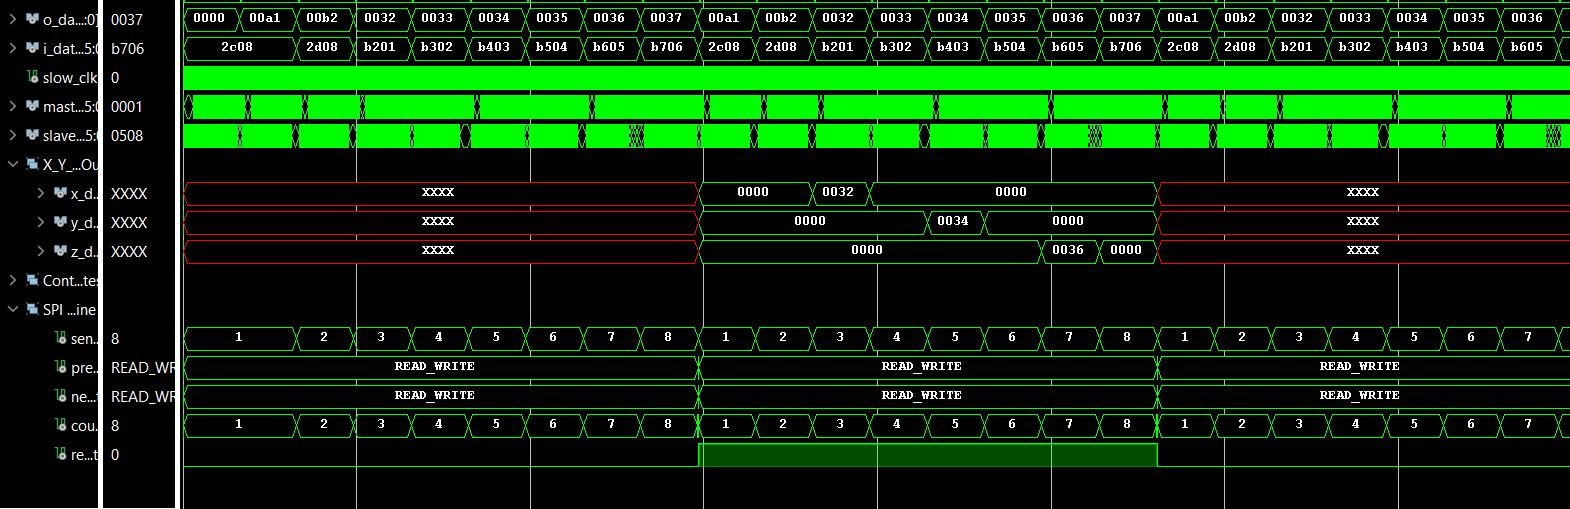 o_da...:0] 0037 0000 00a1 00b2 0032 0033 0034 0035 0036 0037 00a1 00b2 0032 0033 0034 0035 0036 0037 00a1 00b2 0032 0033 0034 0035 0036
i_dat...5:0 b706 2c08 2d08 b201 b302 b403 b504 b605 b706 2c08 2d08 b201 b302 b403 b504 b605 b706 2c08 2d08 b201 b302 b403 b504 b605
slow_clk 0
mast...5:0 0001
slave...5:0 0508
X_Y_...Ou
x_d... XXXX XXXX 0000 0032 0000 XXXX
y_d... XXXX XXXX 0000 0034 0000 XXXX
z_d... XXXX XXXX 0000 0036 0000 XXXX
Cont...tes
SPI ...ine
sen... 8 1 2 3 4 5 6 7 8 1 2 3 4 5 6 7 8 1 2 3 4 5 6 7
pre... READ_WR READ_WRITE READ_WRITE READ_WRITE
ne... READ_WR READ_WRITE READ_WRITE READ_WRITE
cou... 8 1 2 3 4 5 6 7 8 1 2 3 4 5 6 7 8 1 2 3 4 5 6 7
re...t 0